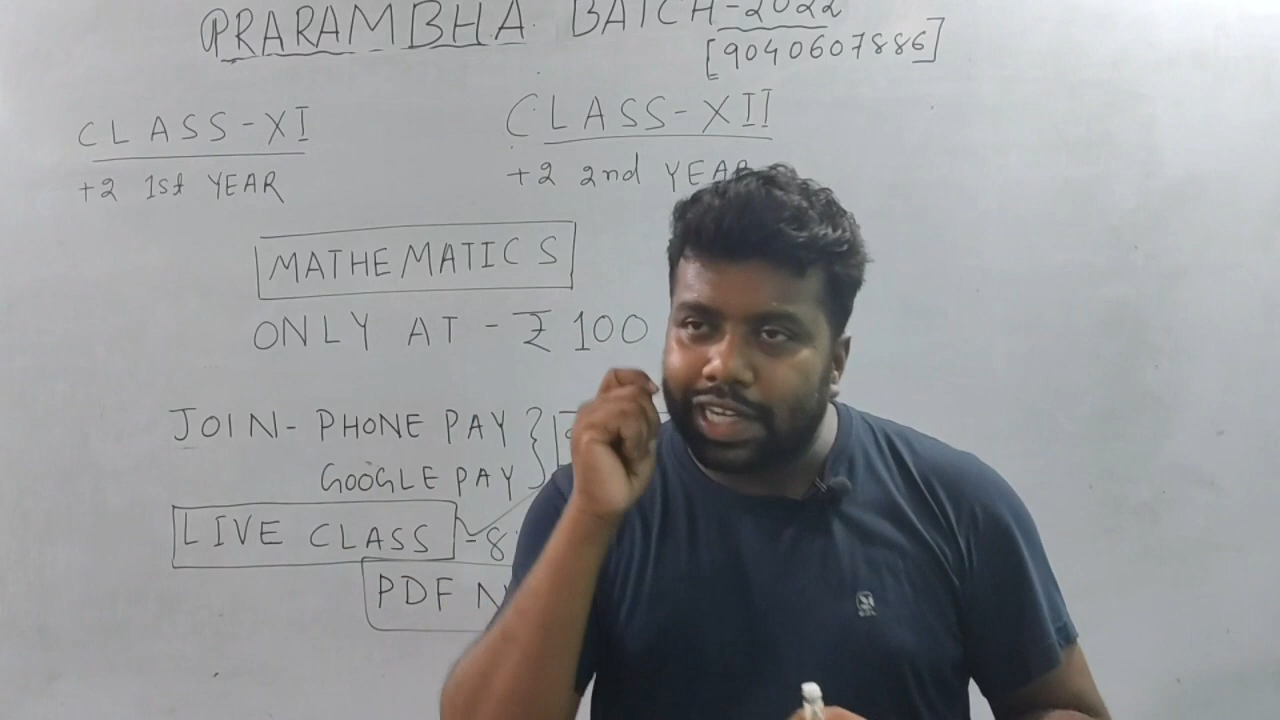 PRARAMBHA BATCH-2022
[9040607886]
CLASS-XI
CLASS-XII
+2 1st YEAR
+2 2nd YEAR
MATHEMATICS
ONLY AT - ₹ 100
JOIN- PHONE PAY
GOOGLE PAY
LIVE CLASS - 8
PDF